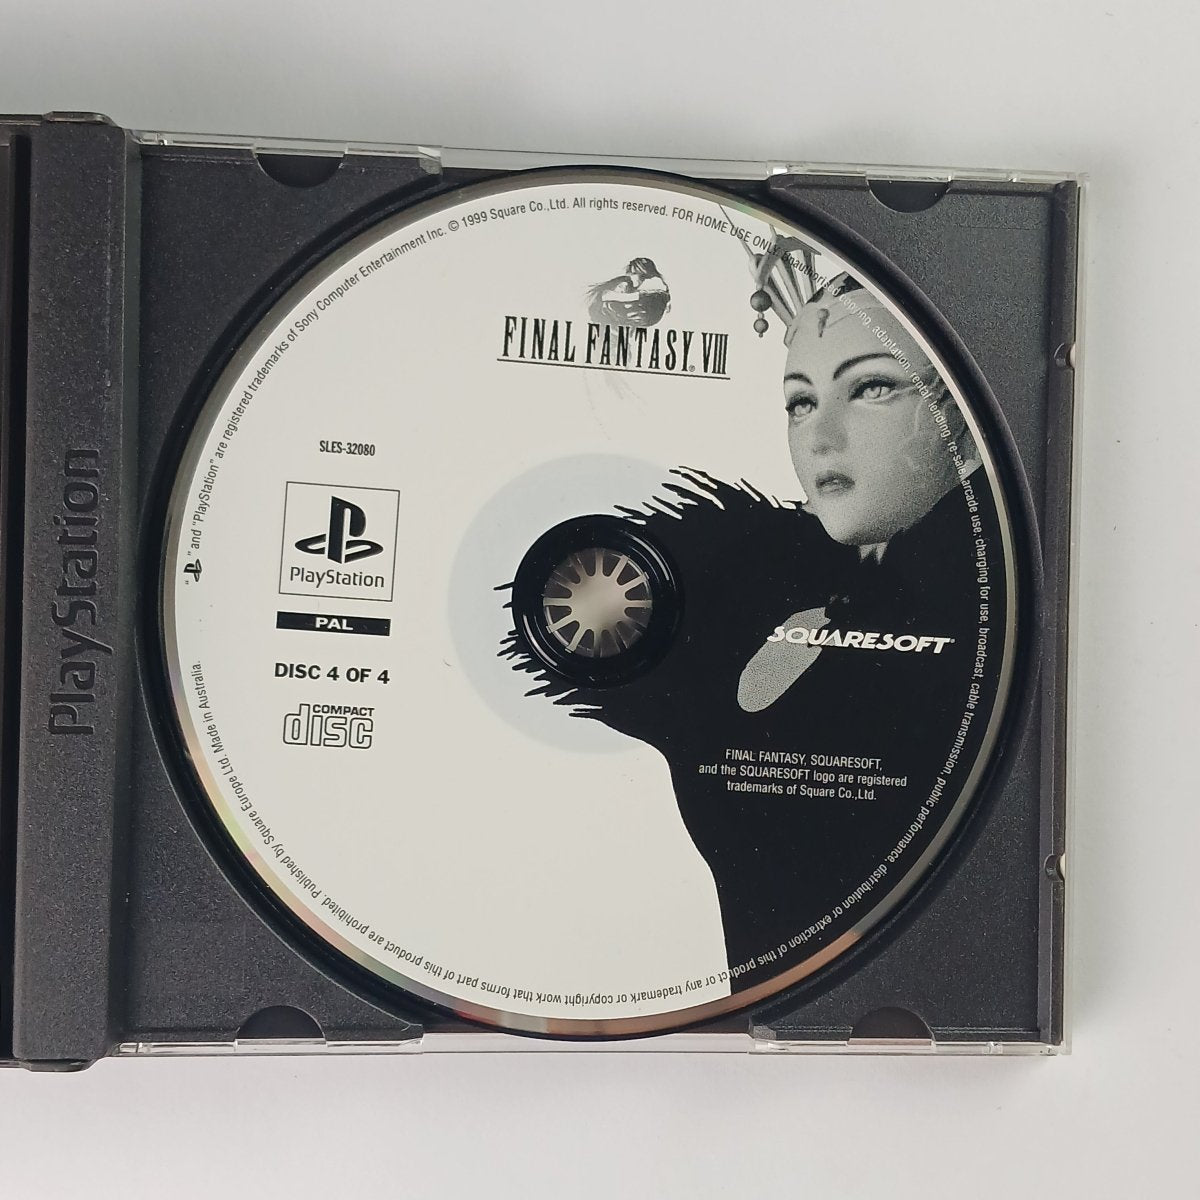 PlayStation
FINAL FANTASY® VIII
SLES-32080
PlayStation
PAL
DISC 4 OF 4
COMPACT
disc
SQUARESOFT®
FINAL FANTASY, SQUARESOFT,
and the SQUARESOFT logo are registered
trademarks of Square Co.,Ltd.
" " and "PlayStation" are registered trademarks of Sony Computer Entertainment Inc. © 1999 Square Co.,Ltd. All rights reserved. FOR HOME USE ONLY. Unauthorised copying, adaptation, rental, lending, re-sale, arcade use, charging for use, broadcast, cable transmission, public performance, distribution or extraction of this product or any trademark or copyright work that forms part of this product are prohibited. Published by Square Europe Ltd. Made in Australia.